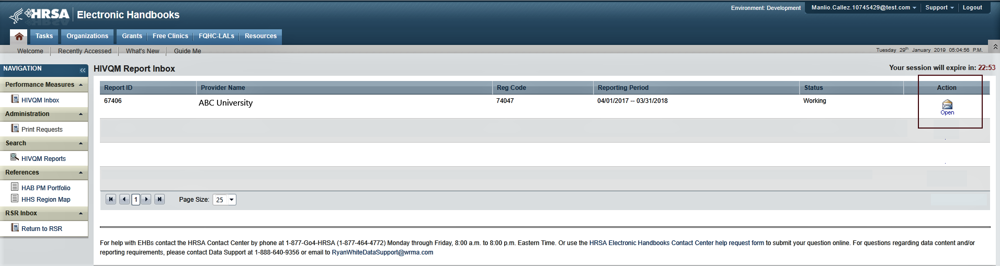 HRSA Electronic Handbooks
Environment: Development Manlio.Callez.10745429@test.com Support Logout
Tasks Organizations Grants Free Clinics FQHC-LALs Resources
Welcome Recently Accessed What's New Guide Me
Tuesday 29th January 2019 05:04:56 P.M.
NAVIGATION
Performance Measures
HIVQM Inbox
Administration
Print Requests
Search
HIVQM Reports
References
HAB PM Portfolio
HHS Region Map
RSR Inbox
Return to RSR
HIVQM Report Inbox
Your session will expire in: 22:53
Report ID Provider Name Reg Code Reporting Period Status Action
67406 ABC University 74047 04/01/2017 -- 03/31/2018 Working Open
1 Page Size: 25
For help with EHBs contact the HRSA Contact Center by phone at 1-877-Go4-HRSA (1-877-464-4772) Monday through Friday, 8:00 a.m. to 8:00 p.m. Eastern Time. Or use the HRSA Electronic Handbooks Contact Center help request form to submit your question online. For questions regarding data content and/or
reporting requirements, please contact Data Support at 1-888-640-9356 or email to RyanWhiteDataSupport@wrma.com